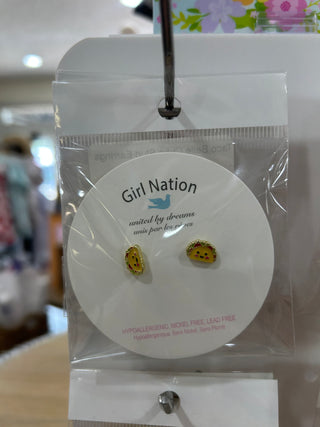 Girl Nation
united by dreams
unis par les rêves
HYPOALLERGENIC, NICKEL FREE, LEAD FREE
Hypoallergénique, Sans Nickel, Sans Plomb